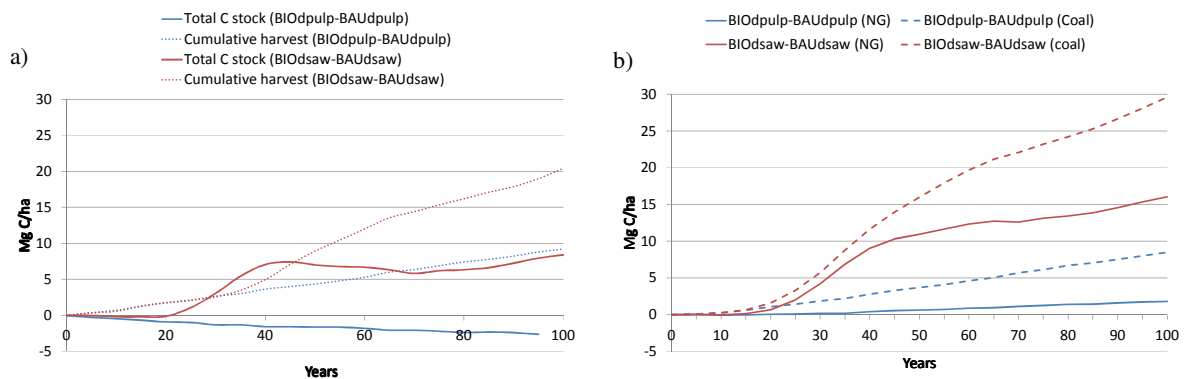 a)
Total C stock (BIOdpulp-BAUdpulp)
Cumulative harvest (BIOdpulp-BAUdpulp)
Total C stock (BIOdsaw-BAUdsaw)
Cumulative harvest (BIOdsaw-BAUdsaw)
30
25
20
15
10
5
0
-5
Mg C/ha
0 20 40 60 80 100
Years
b)
BIOdpulp-BAUdpulp (NG) BIOdpulp-BAUdpulp (Coal)
BIOdsaw-BAUdsaw (NG) BIOdsaw-BAUdsaw (coal)
30
25
20
15
10
5
0
-5
Mg C/ha
0 10 20 30 40 50 60 70 80 90 100
Years